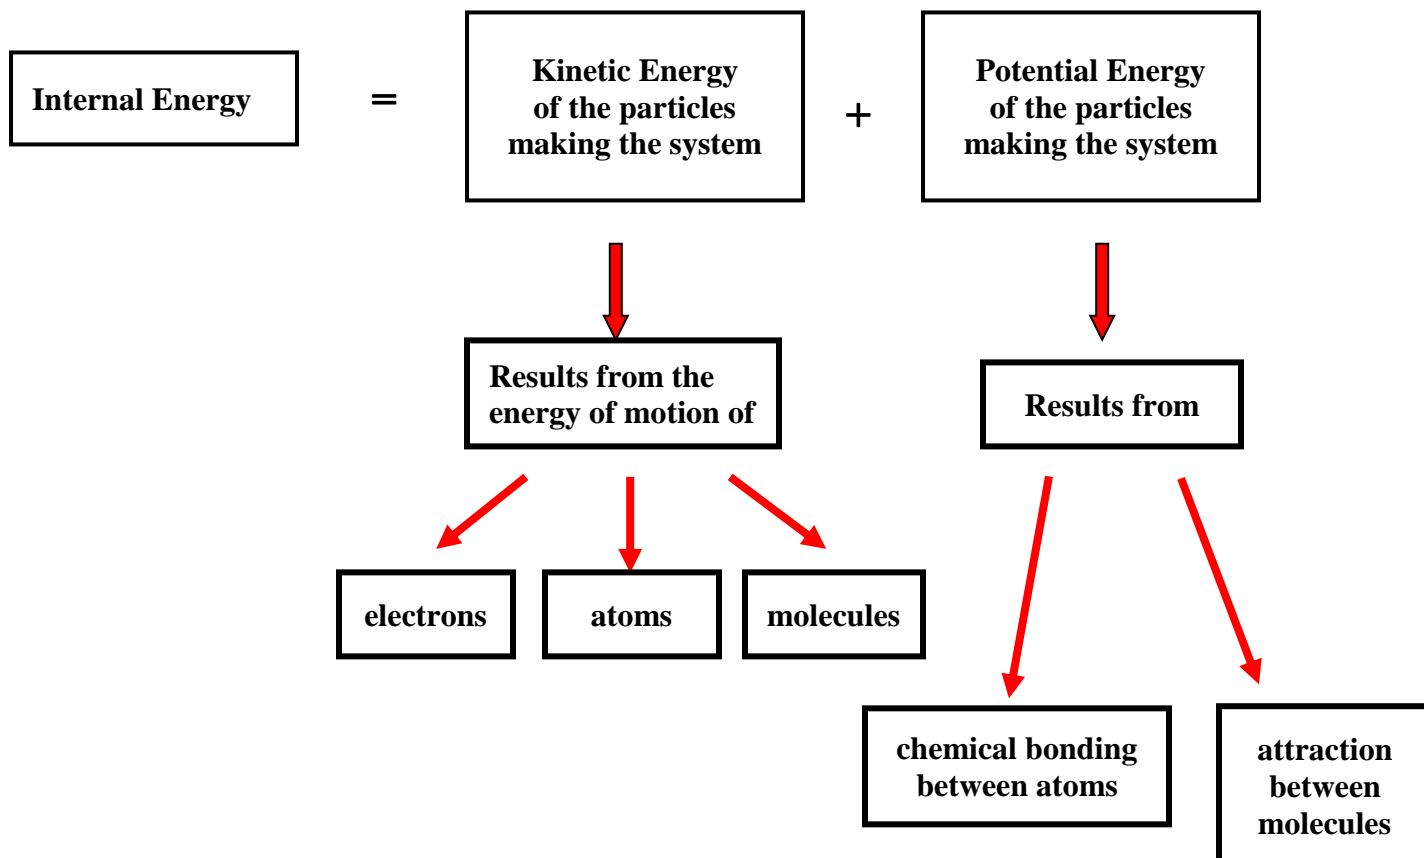 Internal Energy
=
Kinetic Energy
of the particles
making the system
+
Potential Energy
of the particles
making the system
Results from the
energy of motion of
Results from
electrons
atoms
molecules
chemical bonding
between atoms
attraction
between
molecules